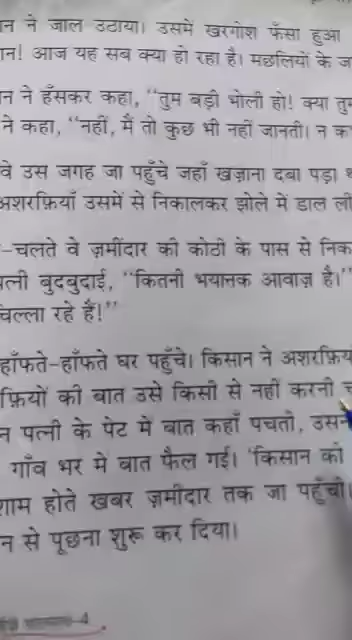 न ने जाल उठाया। उसमें खरगोश फँसा हुआ
न! आज यह सब क्या हो रहा है। मछलियों के ज
न ने हँसकर कहा, “तुम बड़ी भोली हो! क्या तुम
ने कहा, “नहीं, मैं तो कुछ भी नहीं जानती। न क
वे उस जगह जा पहुँचे जहाँ खज़ाना दबा पड़ा थ
अशरफ़ियाँ उसमें से निकालकर झोले में डाल ली
-चलते वे ज़मींदार की कोठी के पास से निक
त्नी बुदबुदाई, “कितनी भयानक आवाज़ है।”
चिल्ला रहे हैं!”
हाँफते-हाँफते घर पहुँचे। किसान ने अशरफ़िय
फ़ियों की बात उसे किसी से नहीं करनी च
न पत्नी के पेट में बात कहाँ पचती, उसन
गाँव भर में बात फैल गई। ‘किसान को
शाम होते खबर ज़मींदार तक जा पहुँची।
न से पूछना शुरू कर दिया।
-4